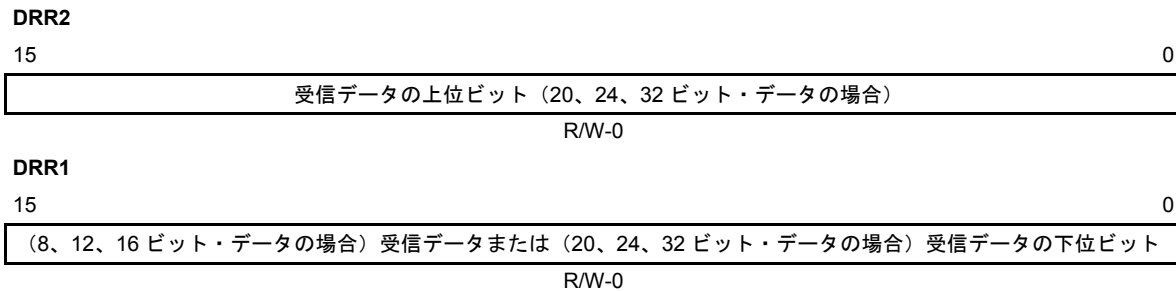 DRR2
15 0
受信データの上位ビット（20、24、32 ビット・データの場合）
R/W-0
DRR1
15 0
（8、12、16 ビット・データの場合）受信データまたは（20、24、32 ビット・データの場合）受信データの下位ビット
R/W-0